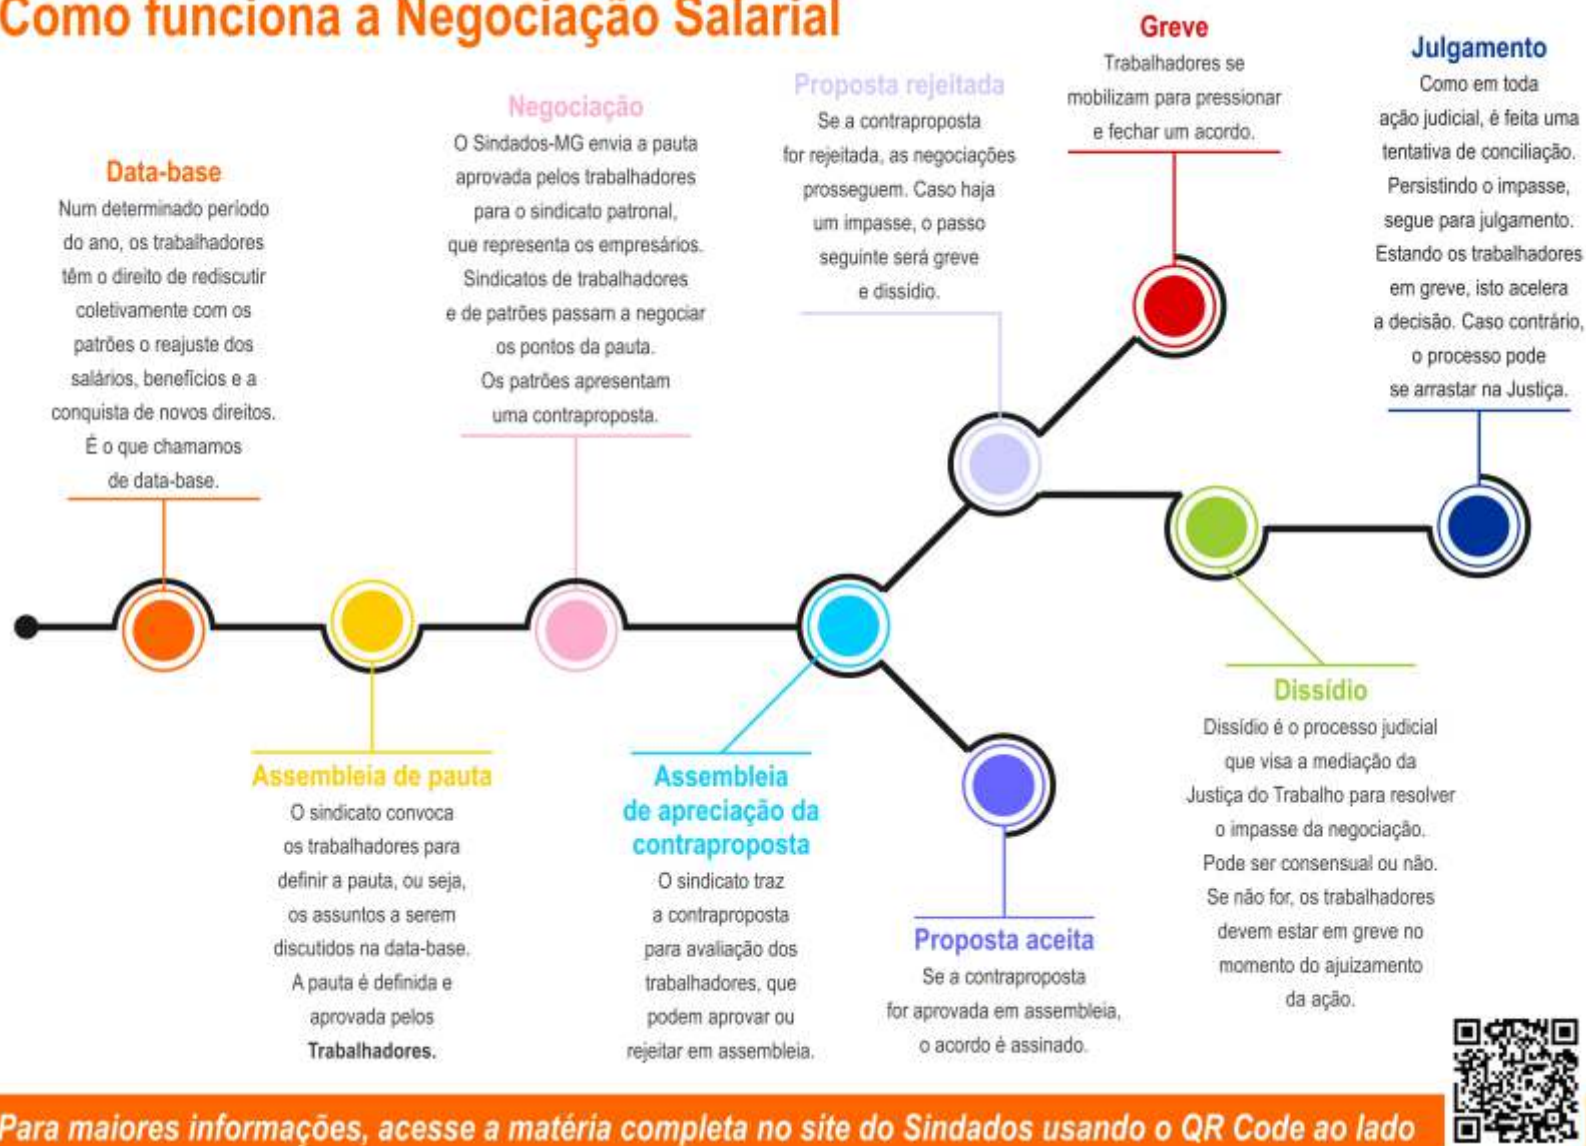 Como funciona a Negociação Salarial
Data-base
Num determinado período
do ano, os trabalhadores
têm o direito de rediscutir
coletivamente com os
patrões o reajuste dos
salários, benefícios e a
conquista de novos direitos.
É o que chamamos
de data-base.
Assembleia de pauta
O sindicato convoca
os trabalhadores para
definir a pauta, ou seja,
os assuntos a serem
discutidos na data-base.
A pauta é definida e
aprovada pelos
Trabalhadores.
Negociação
O Sindados-MG envia a pauta
aprovada pelos trabalhadores
para o sindicato patronal,
que representa os empresários.
Sindicatos de trabalhadores
e de patrões passam a negociar
os pontos da pauta.
Os patrões apresentam
uma contraproposta.
Assembleia
de apreciação da
contraproposta
O sindicato traz
a contraproposta
para avaliação dos
trabalhadores, que
podem aprovar ou
rejeitar em assembleia.
Proposta rejeitada
Se a contraproposta
for rejeitada, as negociações
prosseguem. Caso haja
um impasse, o passo
seguinte será greve
e dissídio.
Proposta aceita
Se a contraproposta
for aprovada em assembleia,
o acordo é assinado.
Greve
Trabalhadores se
mobilizam para pressionar
e fechar um acordo.
Dissídio
Dissídio é o processo judicial
que visa a mediação da
Justiça do Trabalho para resolver
o impasse da negociação.
Pode ser consensual ou não.
Se não for, os trabalhadores
devem estar em greve no
momento do ajuizamento
da ação.
Julgamento
Como em toda
ação judicial, é feita uma
tentativa de conciliação.
Persistindo o impasse,
segue para julgamento.
Estando os trabalhadores
em greve, isto acelera
a decisão. Caso contrário,
o processo pode
se arrastar na Justiça.
Para maiores informações, acesse a matéria completa no site do Sindados usando o QR Code ao lado